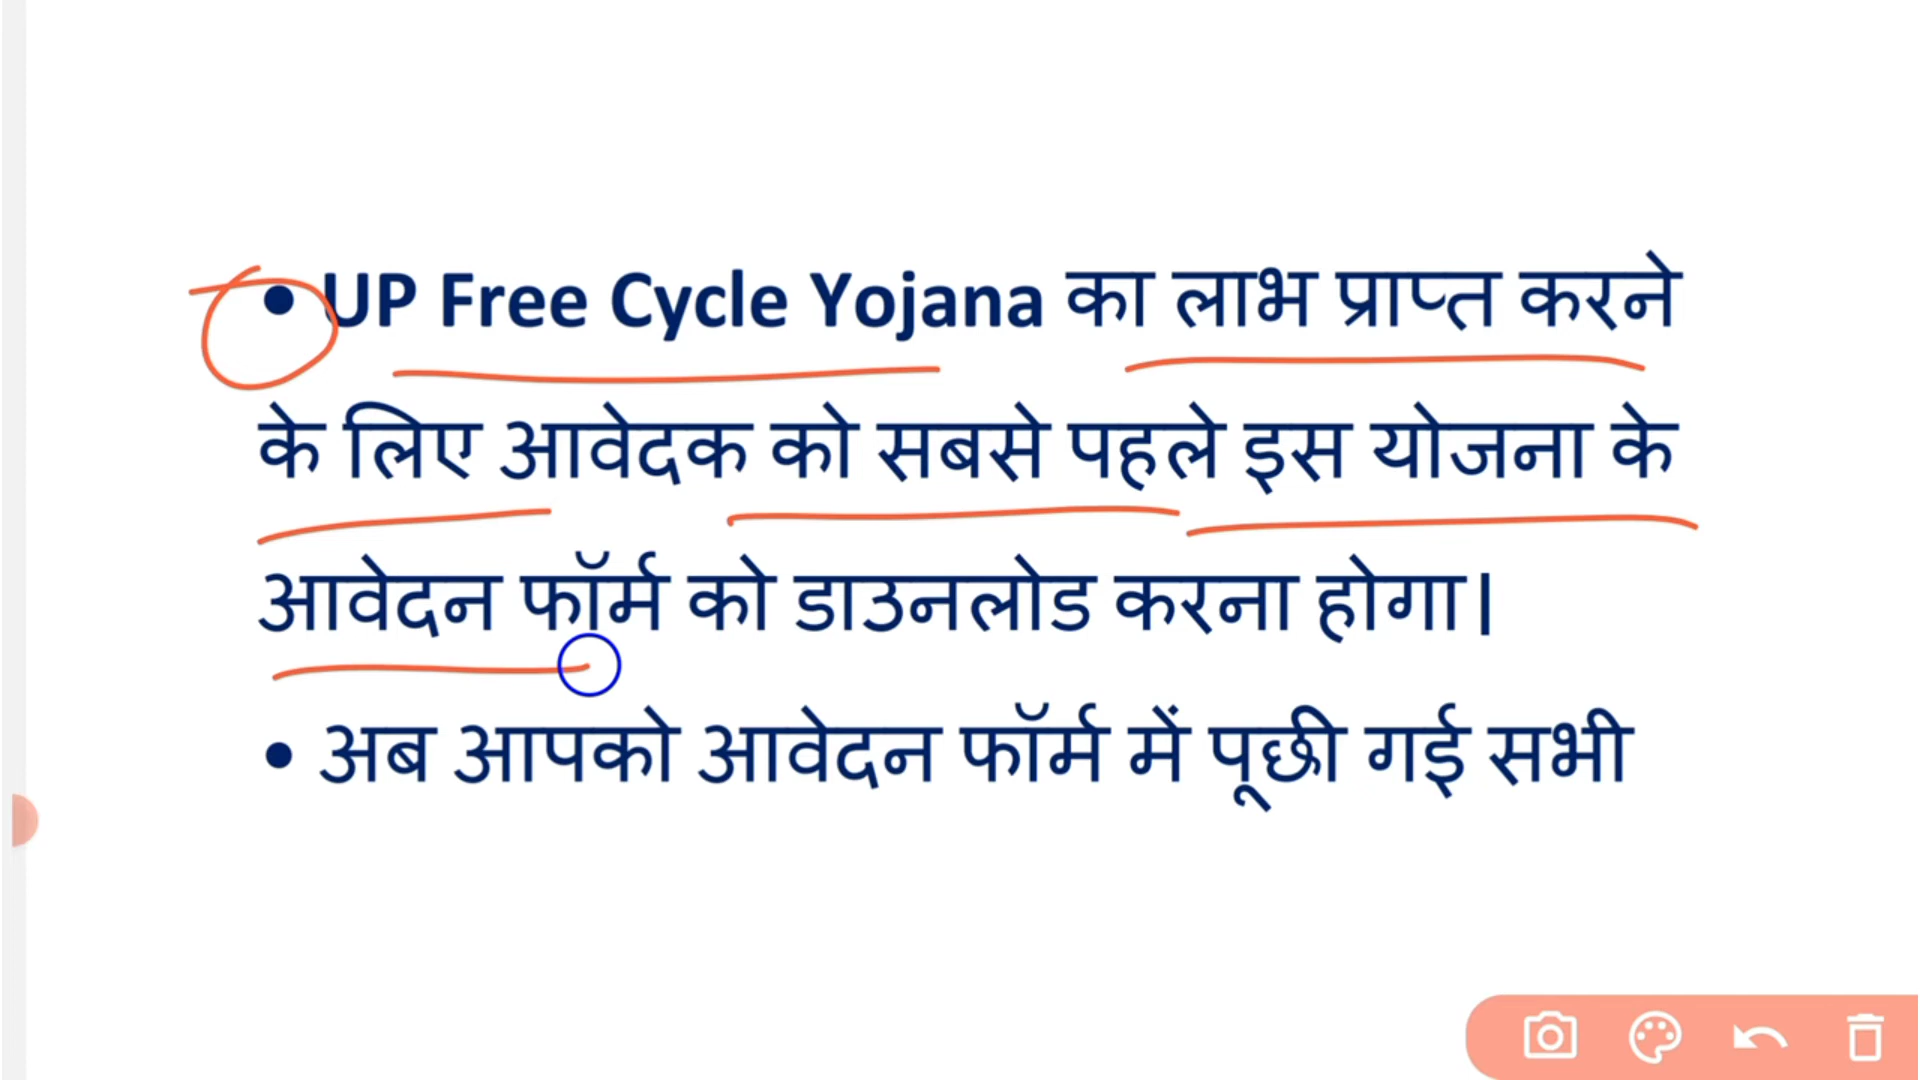 • UP Free Cycle Yojana का लाभ प्राप्त करने
के लिए आवेदक को सबसे पहले इस योजना के
आवेदन फॉर्म को डाउनलोड करना होगा।
• अब आपको आवेदन फॉर्म में पूछी गई सभी